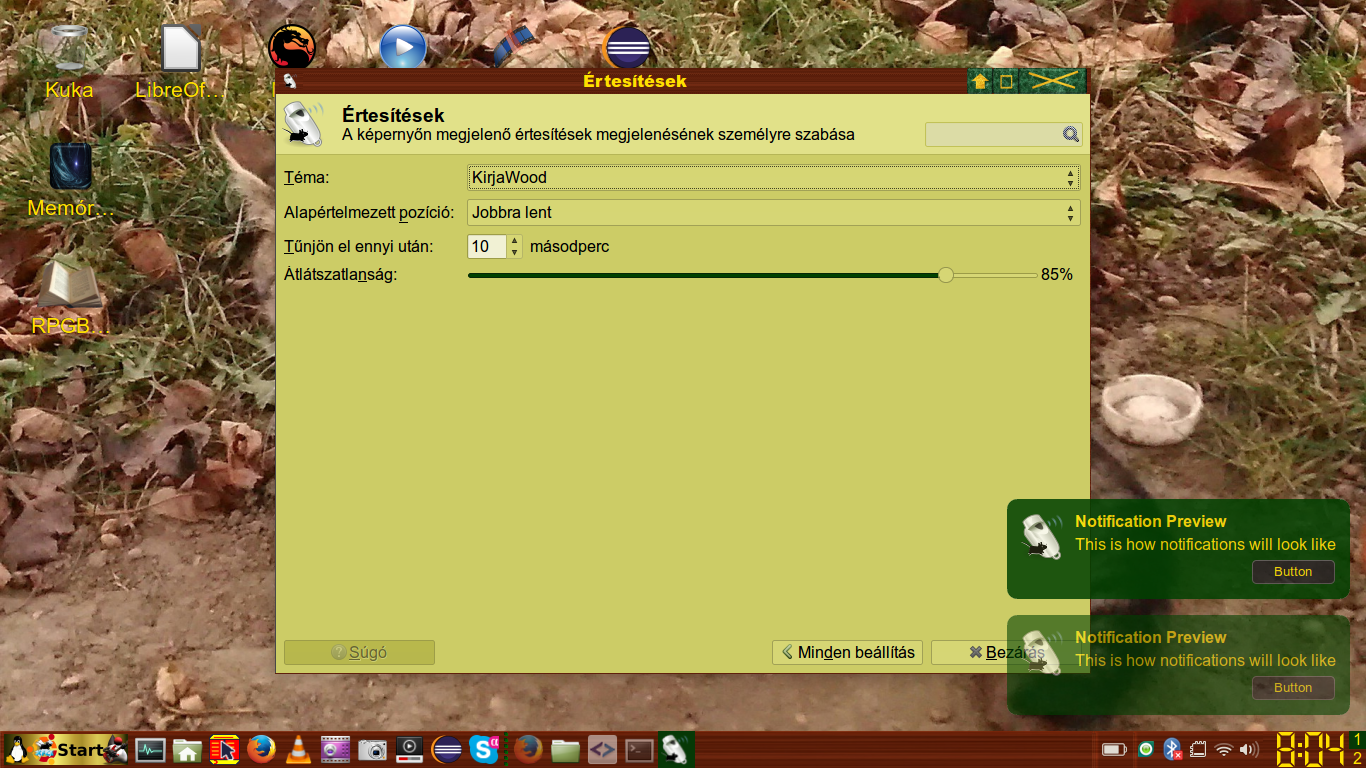 Kuka
LibreOf...
Memór...
RPGB...
Értesítések
Értesítések
A képernyőn megjelenő értesítések megjelenésének személyre szabása
Téma:
KirjaWood
Alapértelmezett pozíció:
Jobbra lent
Tűnjön el ennyi után:
10
másodperc
Átlátszatlanság:
85%
Súgó
Minden beállítás
Bezárás
Notification Preview
This is how notifications will look like
Button
Notification Preview
This is how notifications will look like
Button
Start
8:04
1
2